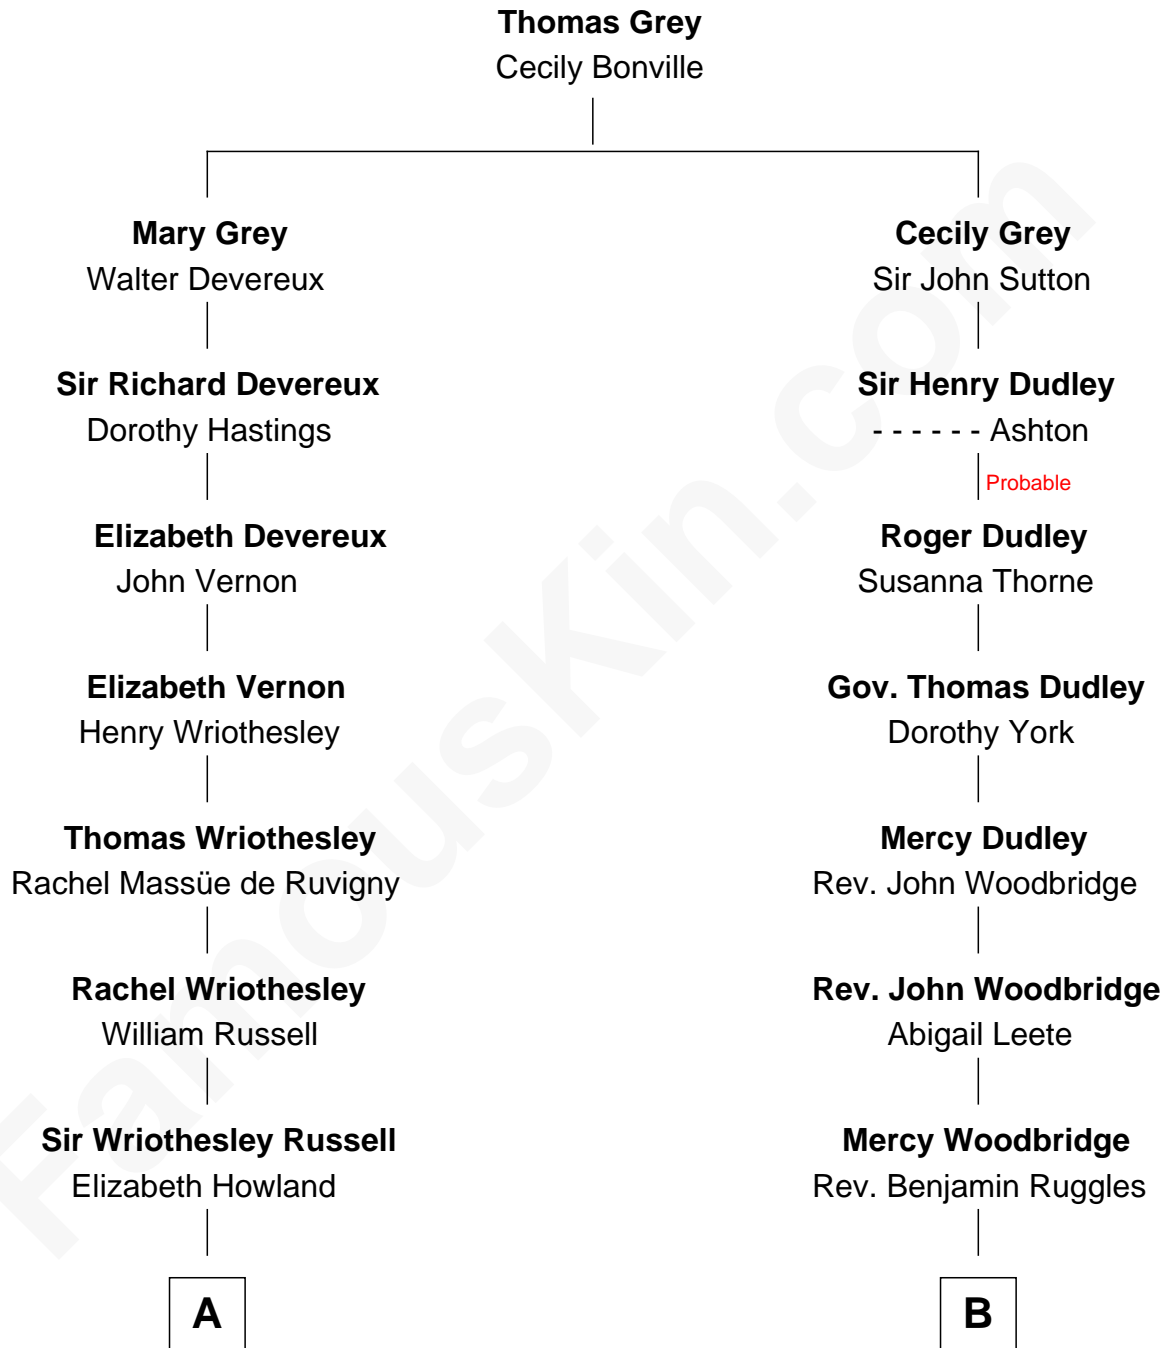 Thomas Grey
Cecily Bonville
Mary Grey
Walter Devereux
Cecily Grey
Sir John Sutton
Sir Richard Devereux
Dorothy Hastings
Sir Henry Dudley
- - - - - - Ashton
Probable
Elizabeth Devereux
John Vernon
Roger Dudley
Susanna Thorne
Elizabeth Vernon
Henry Wriothesley
Gov. Thomas Dudley
Dorothy York
Thomas Wriothesley
Rachel Massüe de Ruvigny
Mercy Dudley
Rev. John Woodbridge
Rachel Wriothesley
William Russell
Rev. John Woodbridge
Abigail Leete
Sir Wriothesley Russell
Elizabeth Howland
Mercy Woodbridge
Rev. Benjamin Ruggles
A
B
FamousKin.com